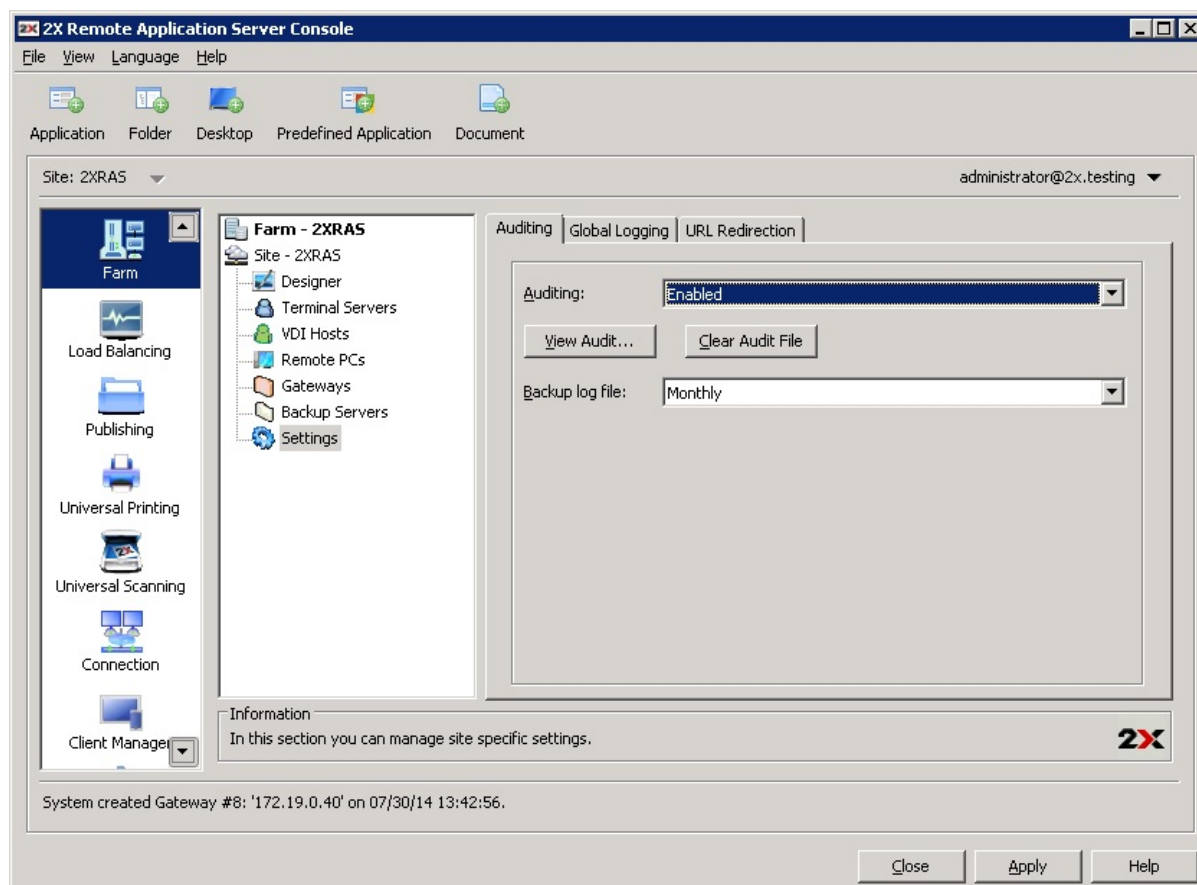 2X 2X Remote Application Server Console
File View Language Help
Application Folder Desktop Predefined Application Document
Site: 2XRAS administrator@2x.testing
Farm
Load Balancing
Publishing
Universal Printing
2X
Universal Scanning
Connection
Client Manager
Farm - 2XRAS
Site - 2XRAS
Designer
Terminal Servers
VDI Hosts
Remote PCs
Gateways
Backup Servers
Settings
Auditing Global Logging URL Redirection
Auditing: Enabled
View Audit... Clear Audit File
Backup log file: Monthly
Information
In this section you can manage site specific settings.
2X
System created Gateway #8: '172.19.0.40' on 07/30/14 13:42:56.
Close Apply Help